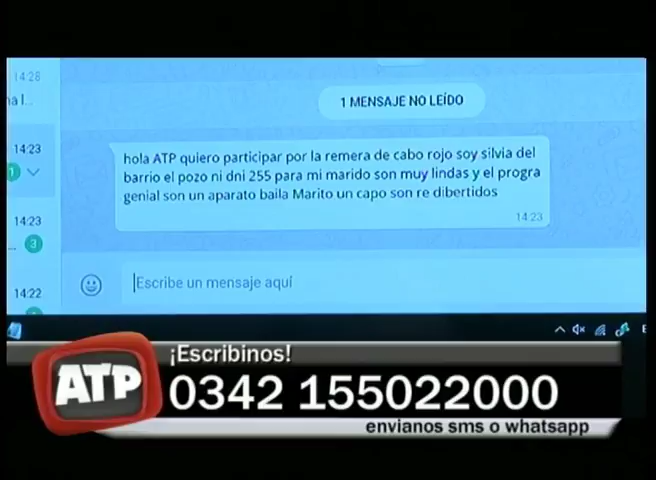 14:28
na l...
1 MENSAJE NO LEÍDO
14:23
1
hola ATP quiero participar por la remera de cabo rojo soy silvia del
barrio el pozo ni dni 255 para mi marido son muy lindas y el progra
genial son un aparato baila Marito un capo son re dibertidos
14:23
14:23
... 3
14:22
Escribe un mensaje aquí
ATP
¡Escribinos!
0342 155022000
envianos sms o whatsapp